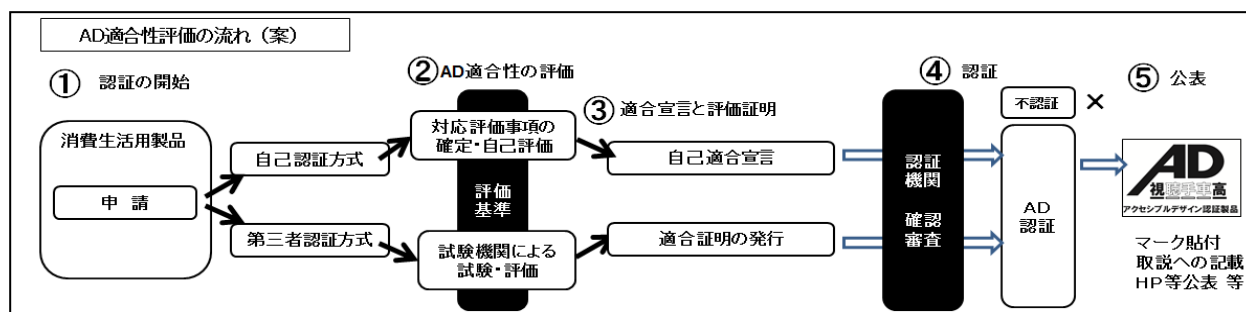 AD適合性評価の流れ（案）
① 認証の開始
消費生活用製品
申 請
自己認証方式
第三者認証方式
②AD適合性の評価
対応評価事項の
確定・自己評価
評価
基準
試験機関による
試験・評価
③ 適合宣言と評価証明
自己適合宣言
適合証明の発行
④ 認証
認証
機関
確認
審査
不認証 ×
AD
認証
⑤ 公表
AD
視聴手車高
アクセシブルデザイン認証製品
マーク貼付
取説への記載
HP等公表 等